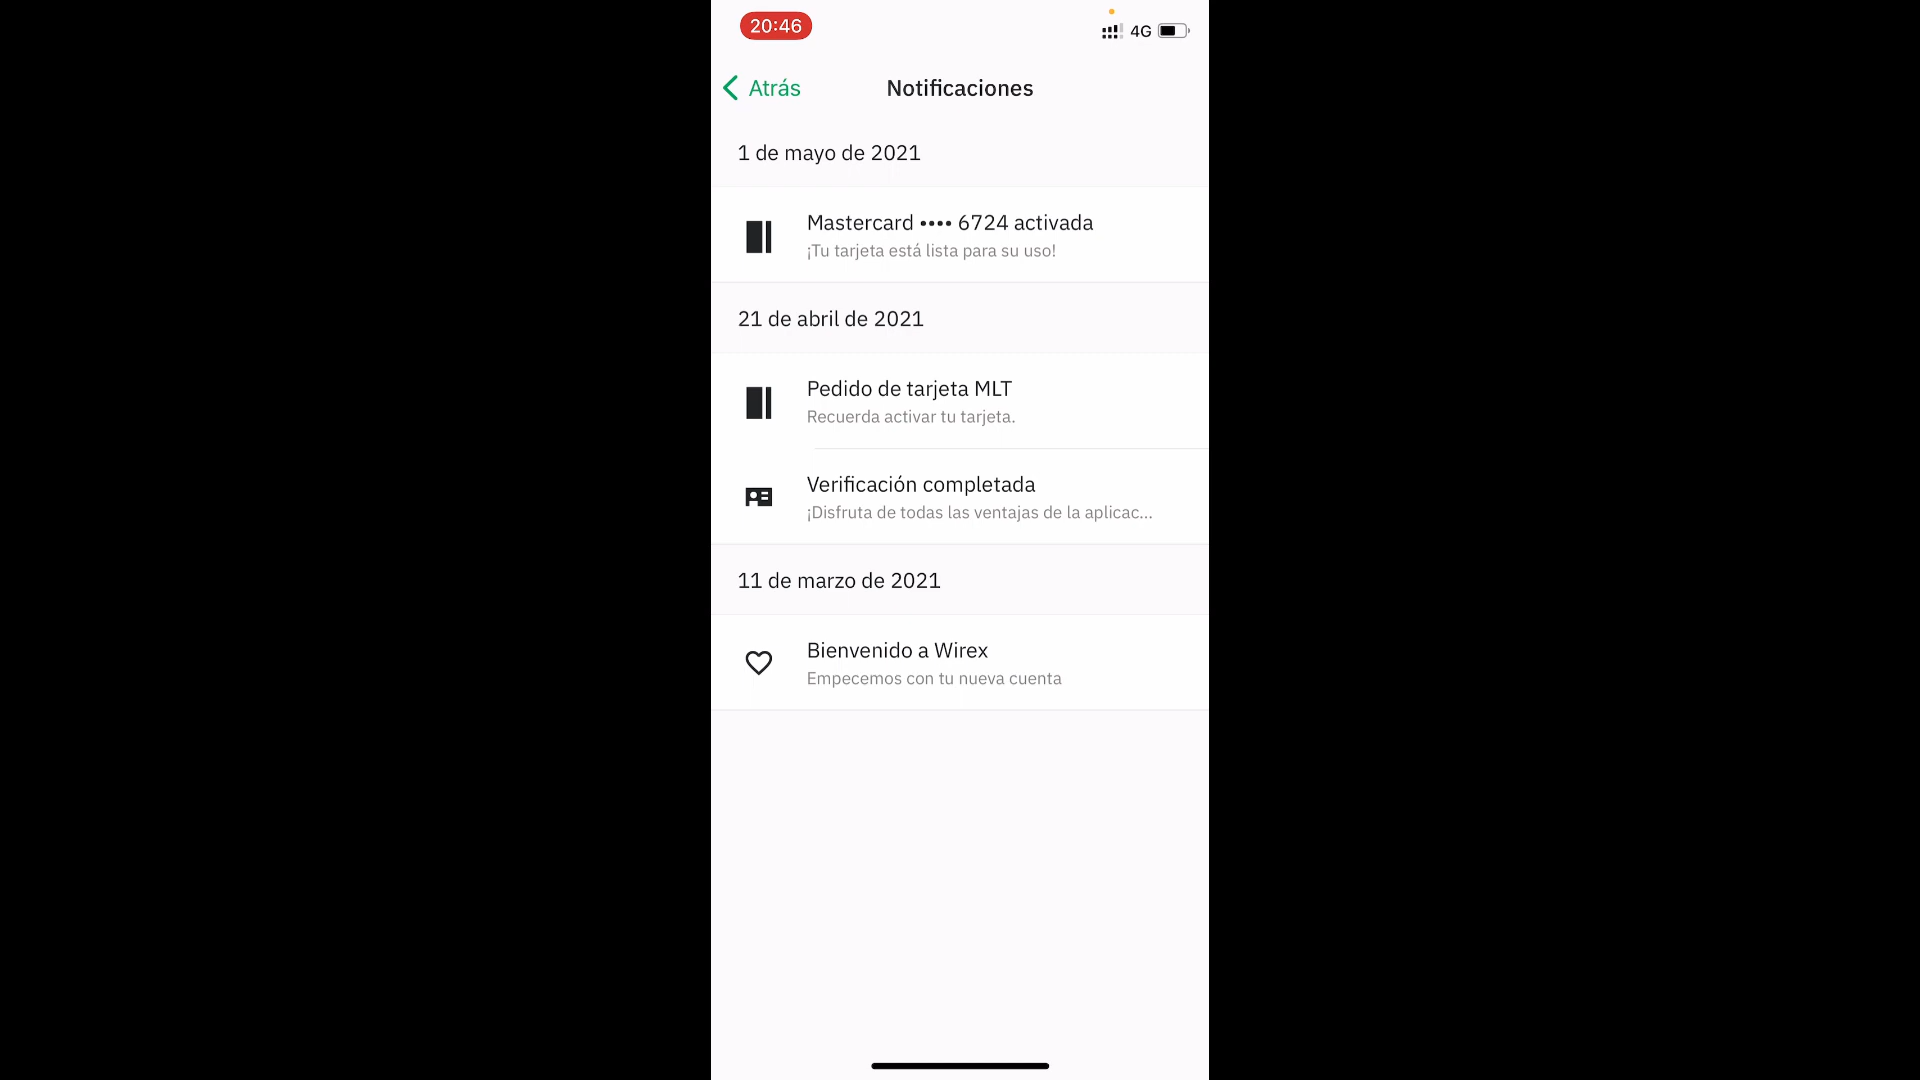 20:46
4G
Atrás
Notificaciones
1 de mayo de 2021
Mastercard •••• 6724 activada
¡Tu tarjeta está lista para su uso!
21 de abril de 2021
Pedido de tarjeta MLT
Recuerda activar tu tarjeta.
Verificación completada
¡Disfruta de todas las ventajas de la aplicac...
11 de marzo de 2021
Bienvenido a Wirex
Empecemos con tu nueva cuenta